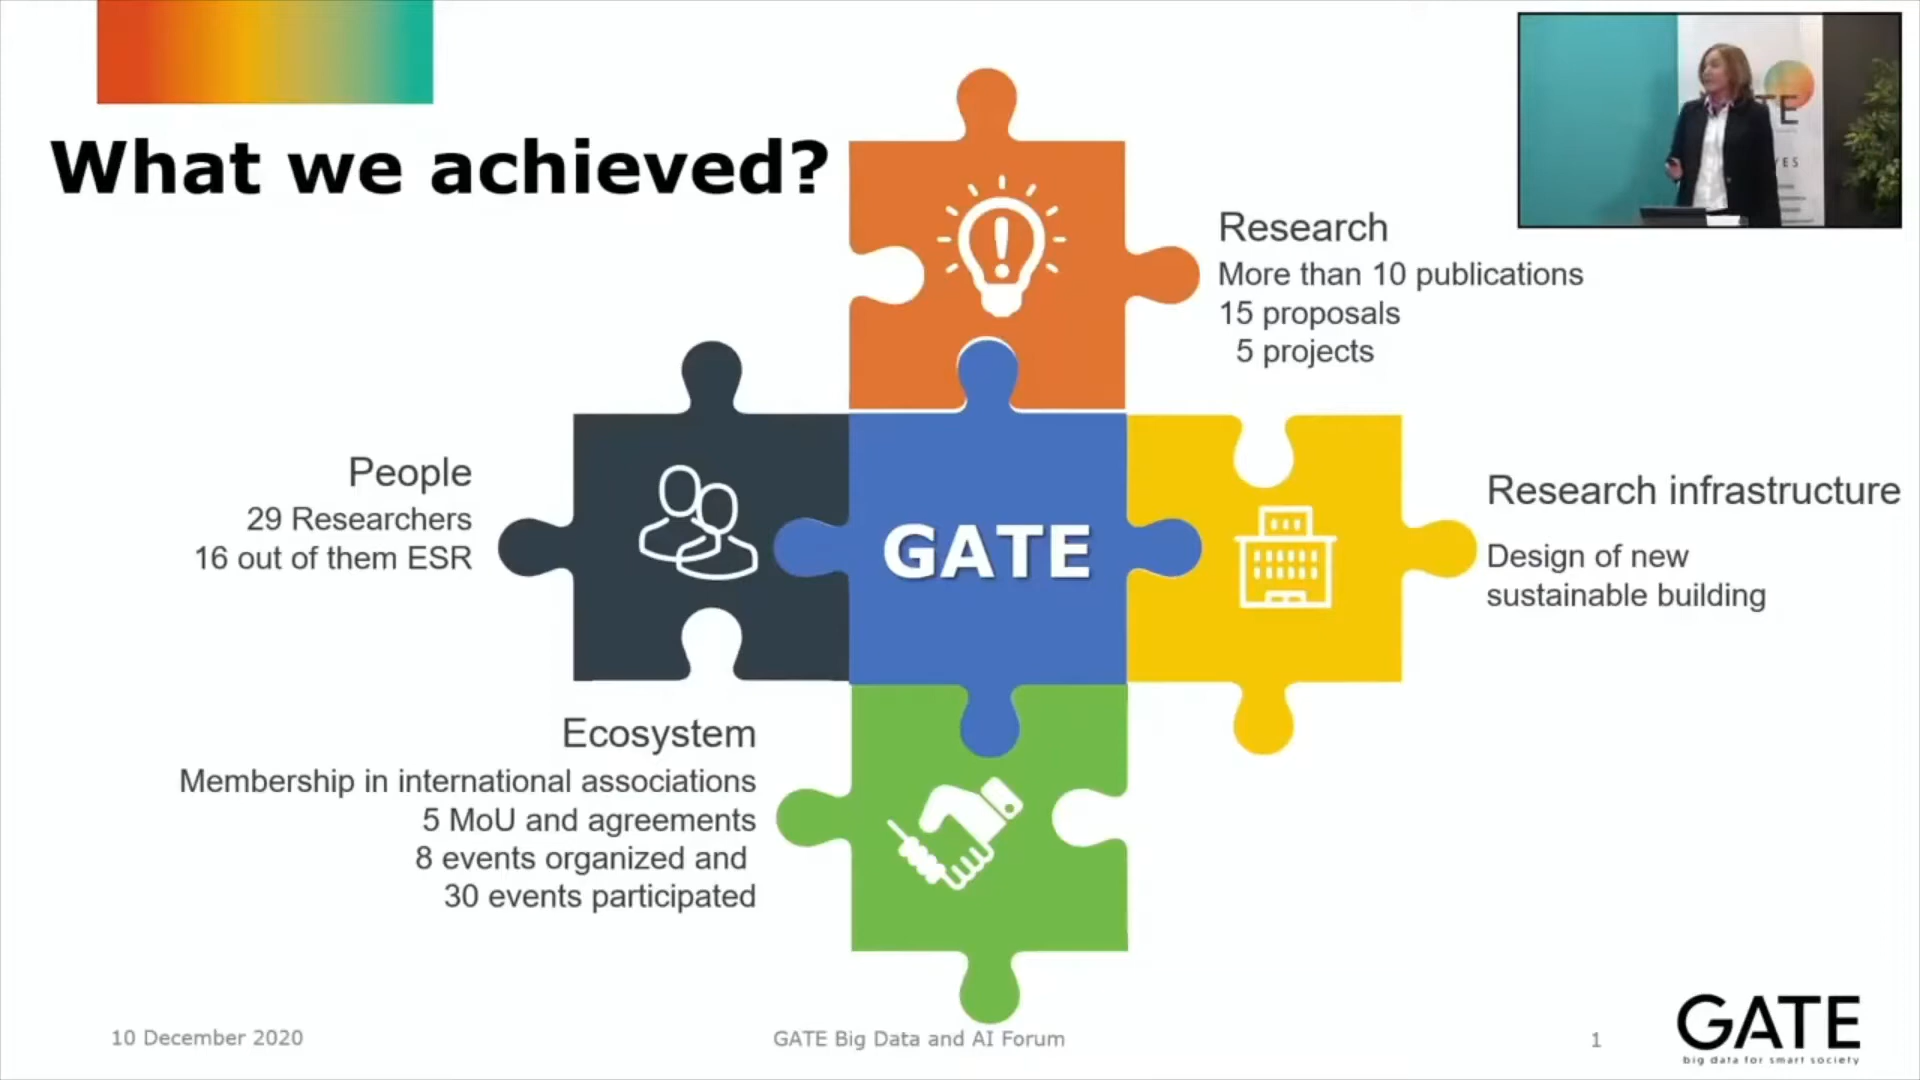 What we achieved?
Research
More than 10 publications
15 proposals
5 projects
People
29 Researchers
16 out of them ESR
GATE
Research infrastructure
Design of new
sustainable building
Ecosystem
Membership in international associations
5 MoU and agreements
8 events organized and
30 events participated
10 December 2020
GATE Big Data and AI Forum
1
GATE
big data for smart society
TE
YES